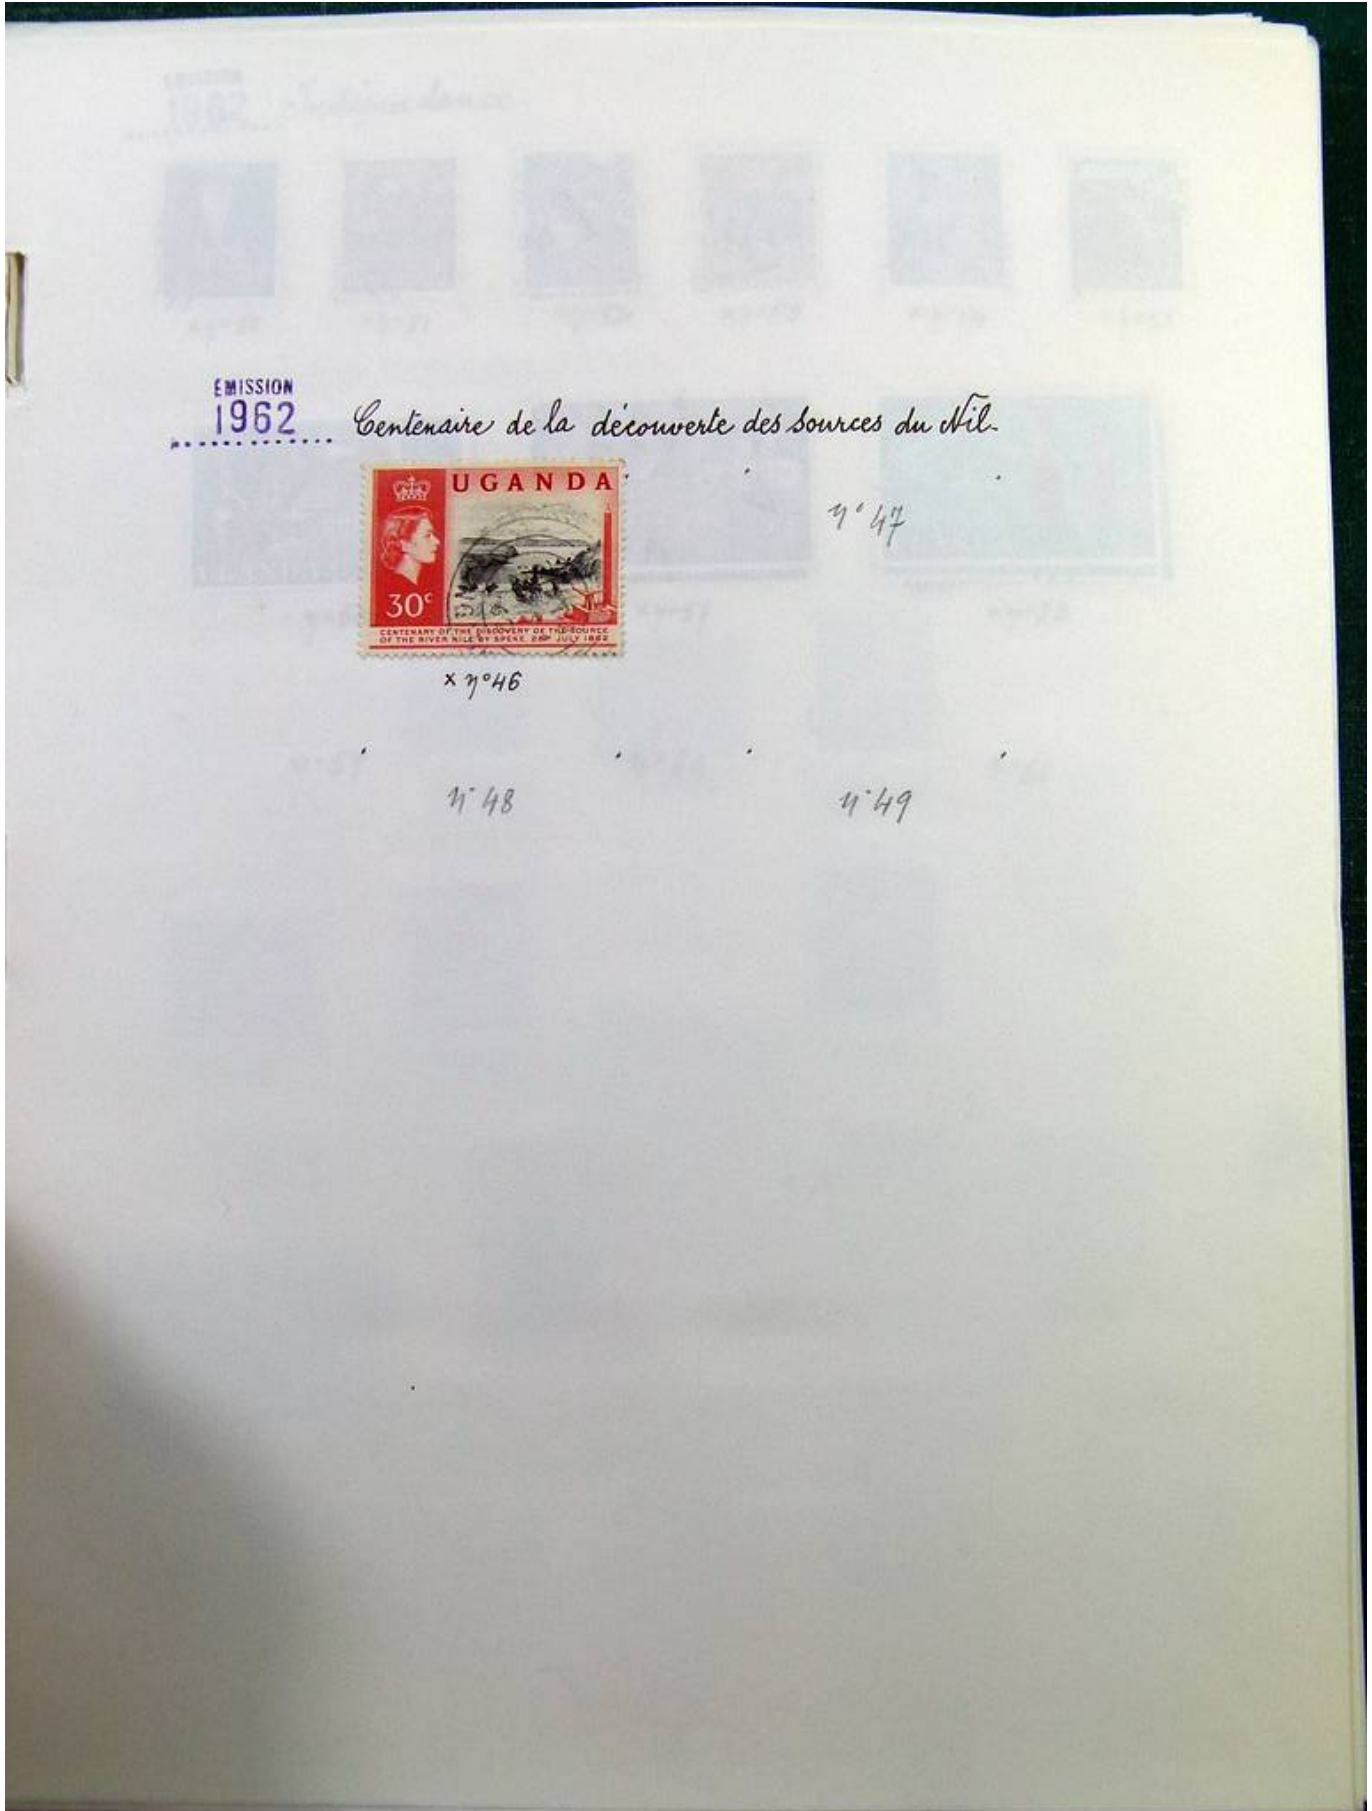 EMISSION
1962
Centenaire de la découverte des sources du Nil.
UGANDA
30c
CENTENARY OF THE DISCOVERY OF THE SOURCE
OF THE RIVER NILE BY SPEKE. 28TH JULY 1862
n° 47
x n° 46
n° 48
n° 49